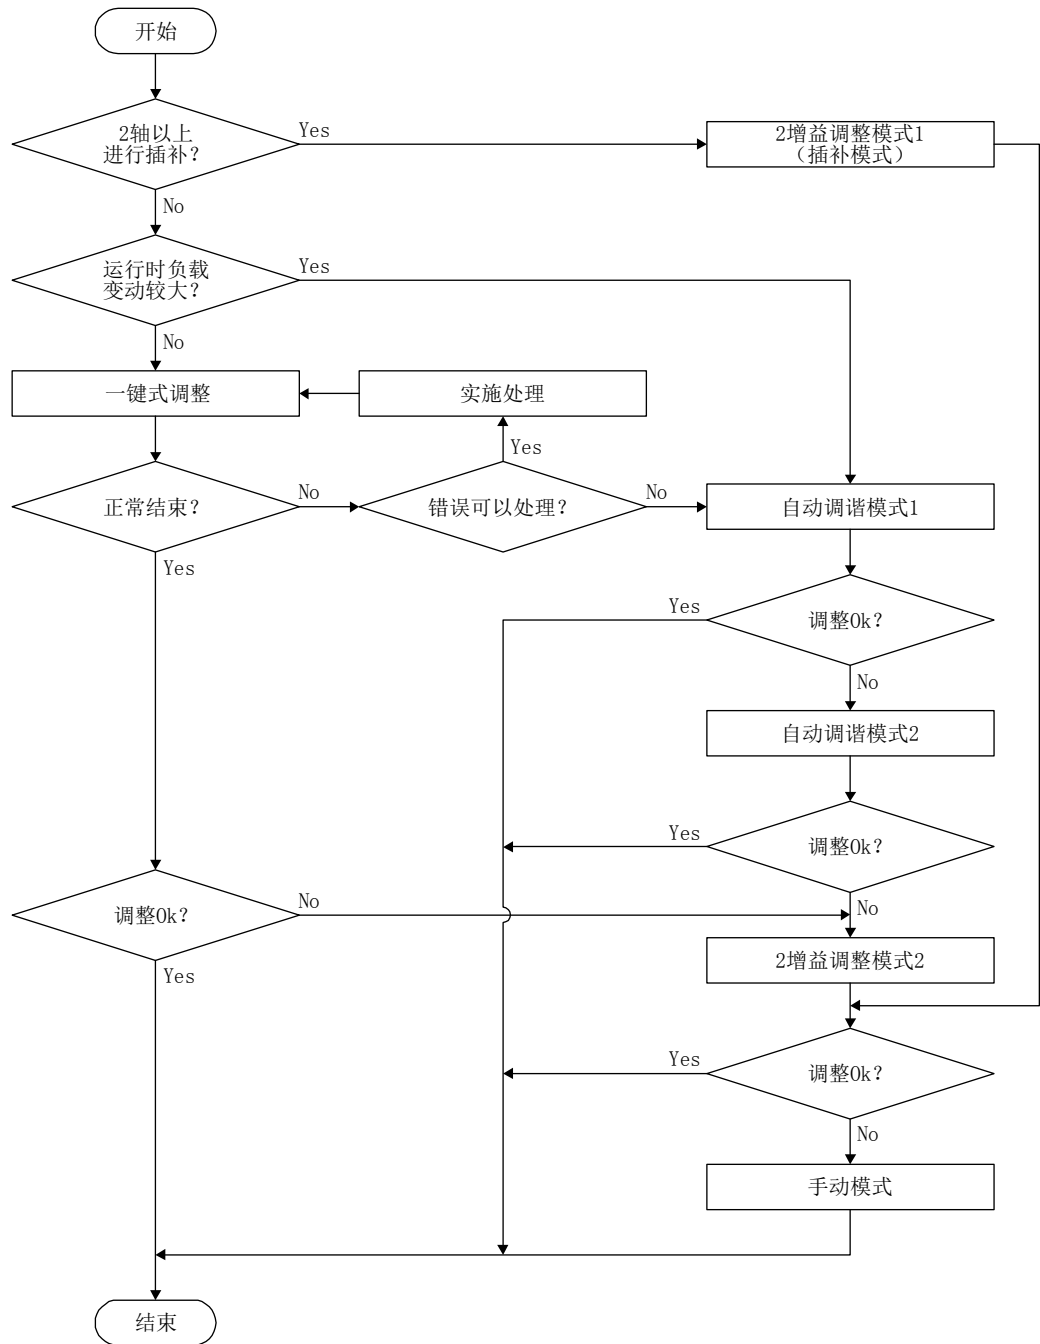 开始
2轴以上
进行插补?
Yes
2增益调整模式1
(插补模式)
No
运行时负载
变动较大?
Yes
No
一键式调整
实施处理
Yes
正常结束?
No
错误可以处理?
No
自动调谐模式1
Yes
Yes
调整Ok?
No
自动调谐模式2
Yes
调整Ok?
No
调整Ok?
No
2增益调整模式2
Yes
Yes
调整Ok?
No
手动模式
结束